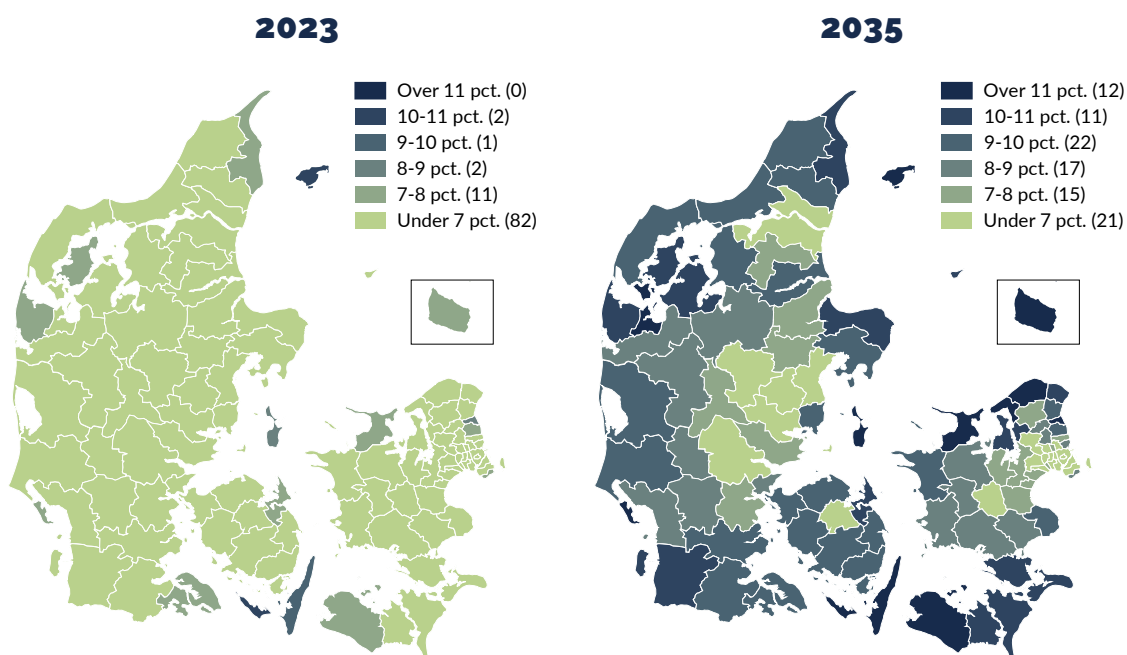 2023
Over 11 pct. (0)
10-11 pct. (2)
9-10 pct. (1)
8-9 pct. (2)
7-8 pct. (11)
Under 7 pct. (82)
2035
Over 11 pct. (12)
10-11 pct. (11)
9-10 pct. (22)
8-9 pct. (17)
7-8 pct. (15)
Under 7 pct. (21)